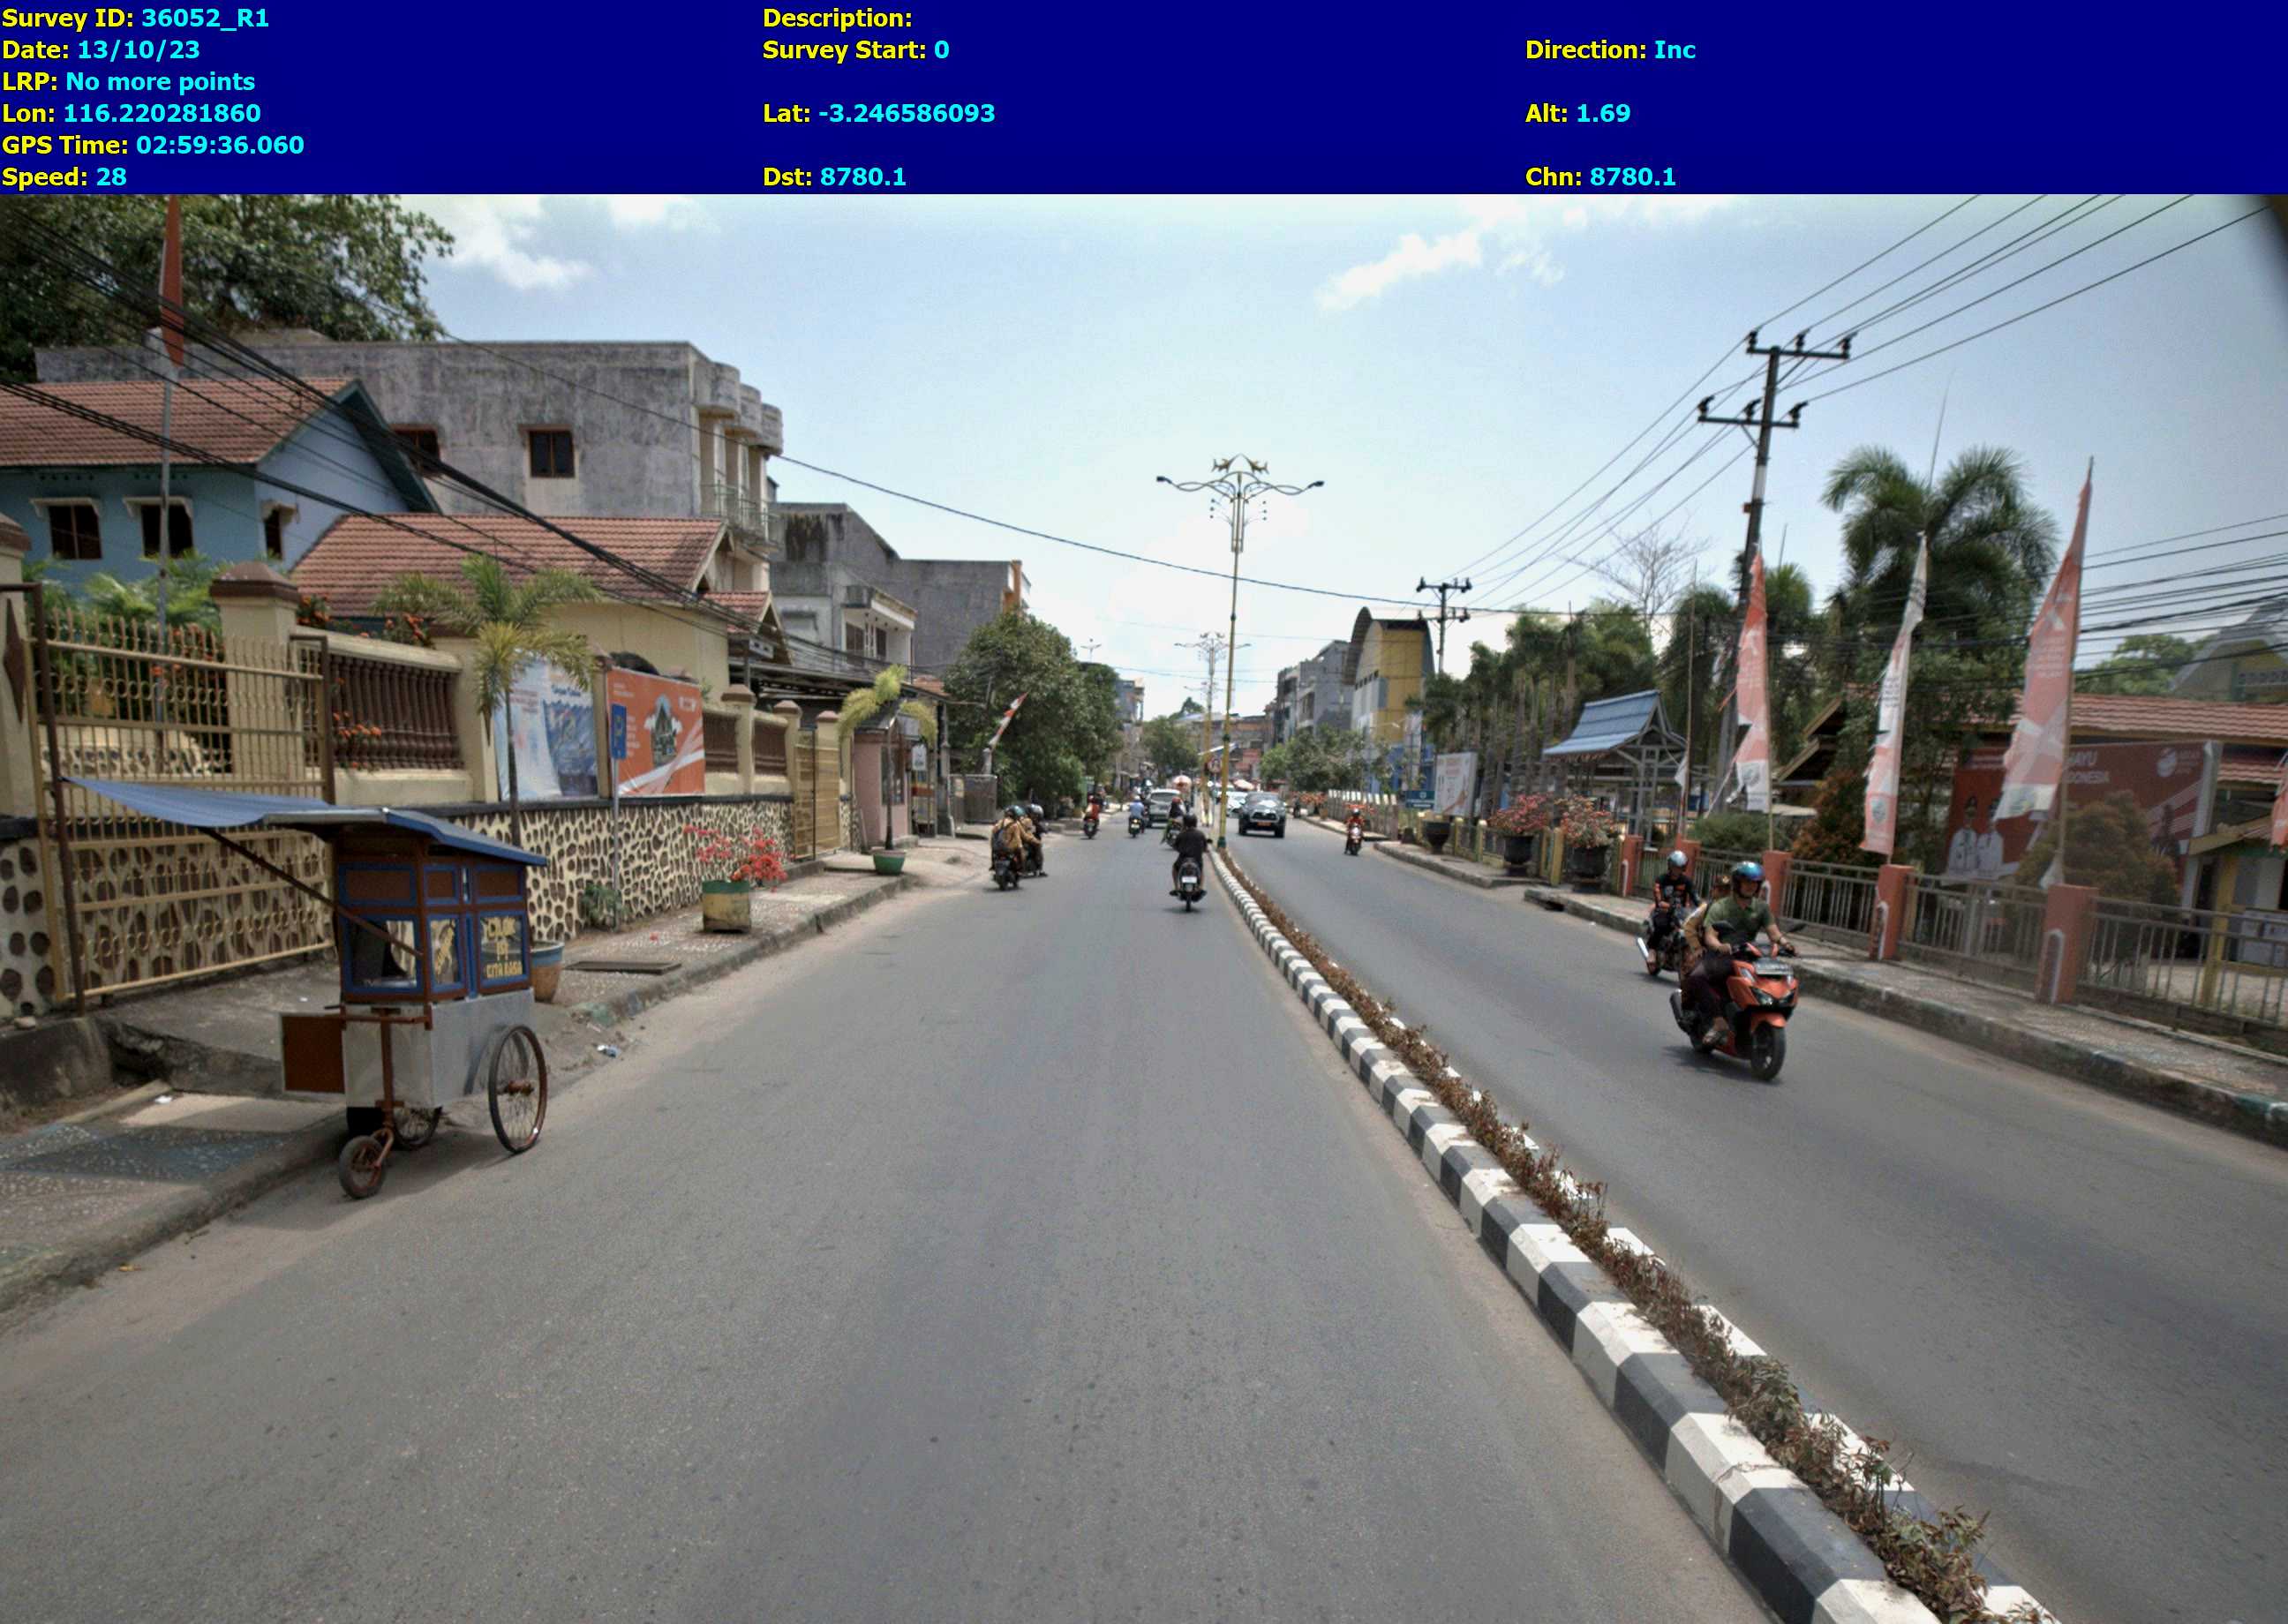 Survey ID: 36052_R1
Description:
Date: 13/10/23
Survey Start: 0
Direction: Inc
LRP: No more points
Lon: 116.220281860
Lat: -3.246586093
Alt: 1.69
GPS Time: 02:59:36.060
Speed: 28
Dst: 8780.1
Chn: 8780.1
CITA RASA